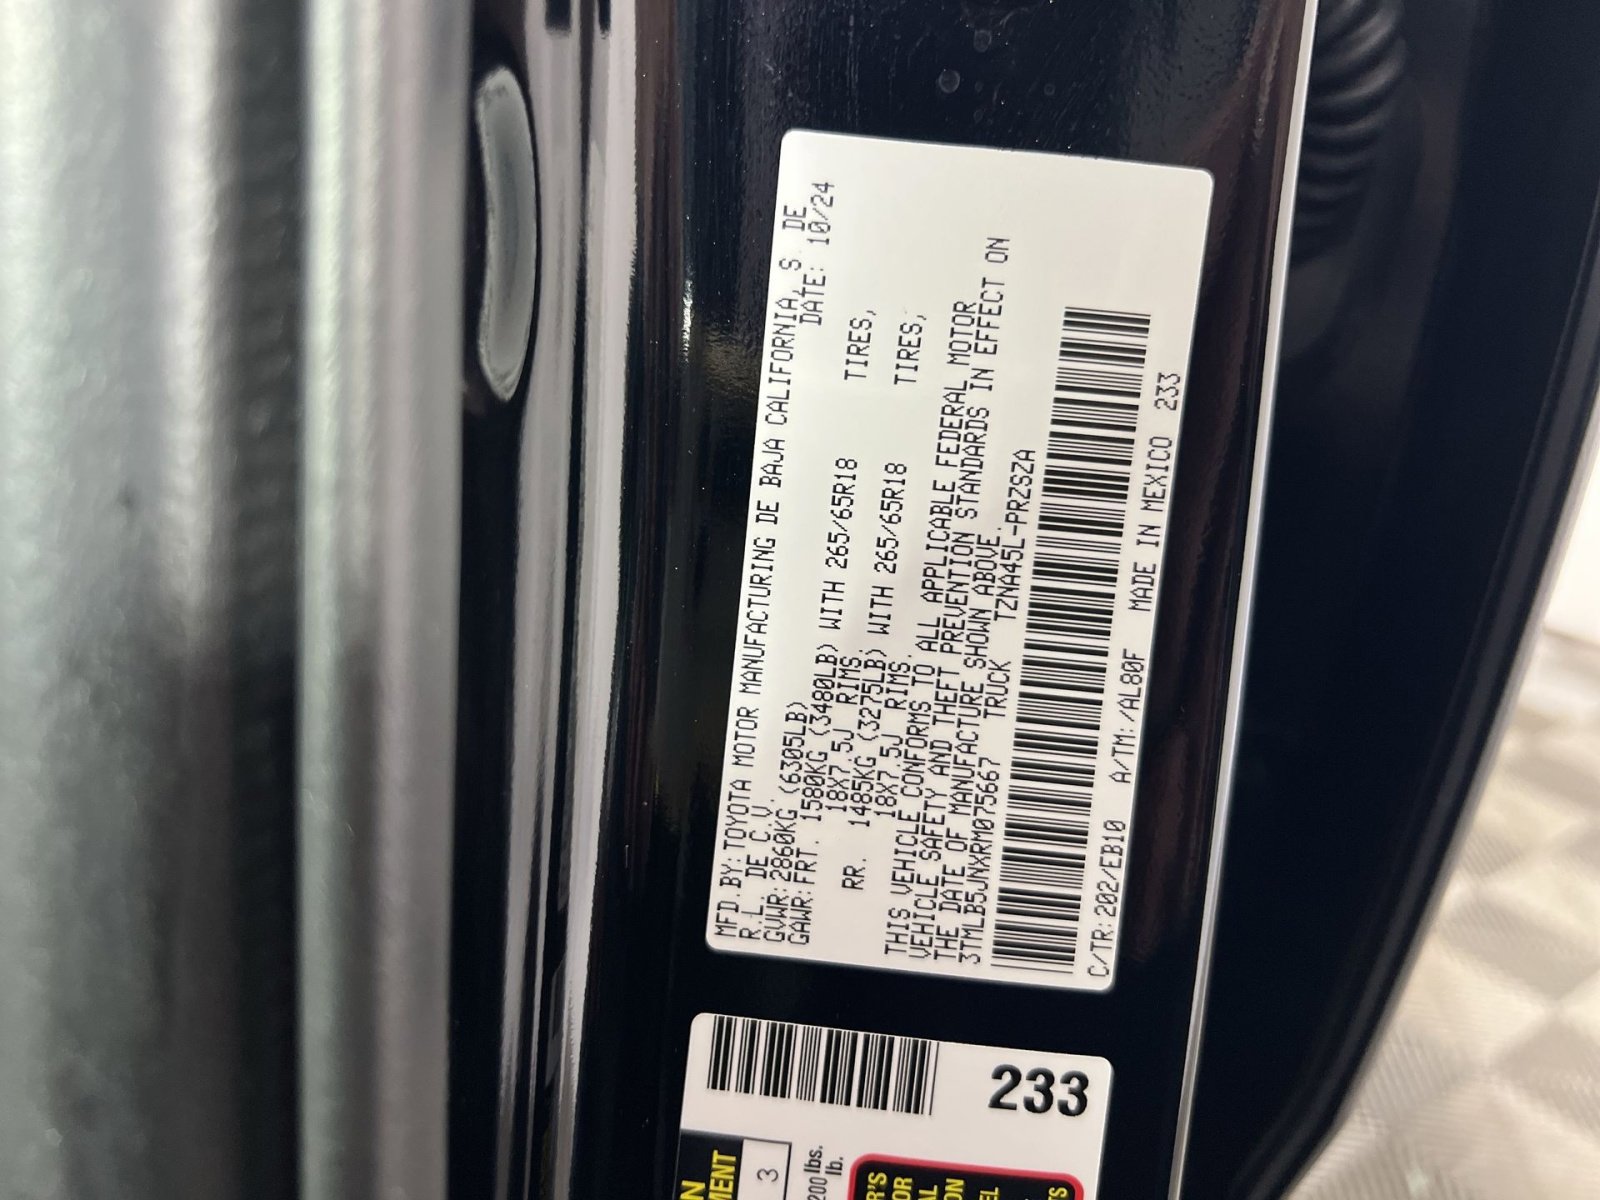 MFD.BY:TOYOTA MOTOR MANUFACTURING DE BAJA CALIFORNIA, S DE
R.L. DE C.V. DATE: 10/24
GVWR:2860KG (6305LB)
GAWR:FRT. 1580KG (3480LB) WITH 265/65R18 TIRES,
18X7.5J RIMS,
RR. 1485KG (3275LB) WITH 265/65R18 TIRES,
18X7.5J RIMS.
THIS VEHICLE CONFORMS TO ALL APPLICABLE FEDERAL MOTOR
VEHICLE SAFETY AND THEFT PREVENTION STANDARDS IN EFFECT ON
THE DATE OF MANUFACTURE SHOWN ABOVE.
3TMLB5JNXRM075667 TRUCK TZNA45L-PRZSZA
C/TR:202/EB10 A/TM:/AL80F MADE IN MEXICO 233
233
3
200 lbs.
lb.